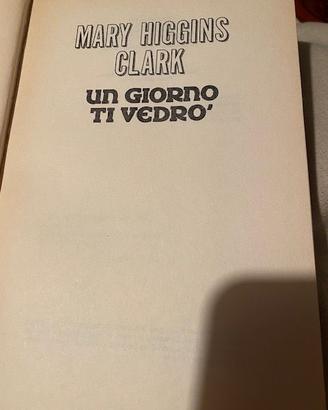 MARY HIGGINS
CLARK
UN GIORNO
TI VEDRO'